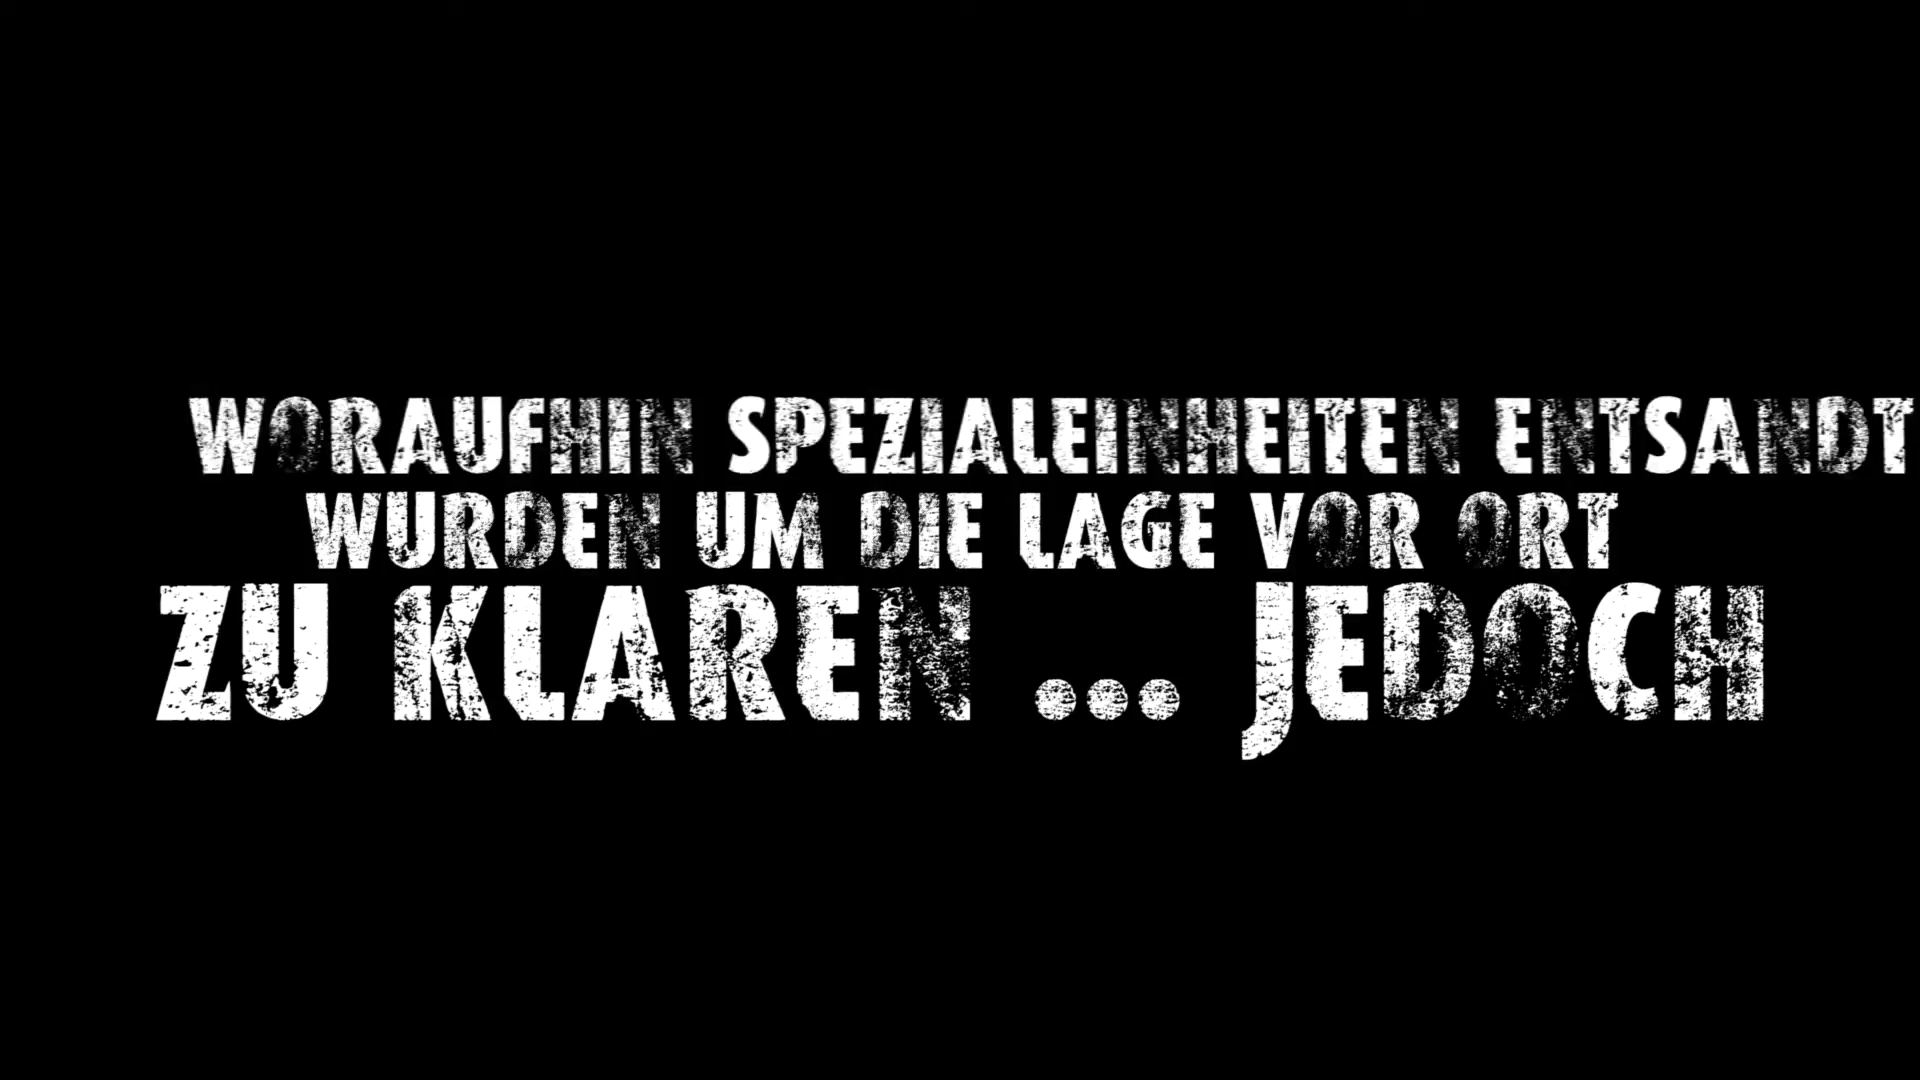 WORAUFHIN SPEZIALEINHEITEN ENTSANDT
WURDEN UM DIE LAGE VOR ORT
ZU KLAREN ... JEDOCH